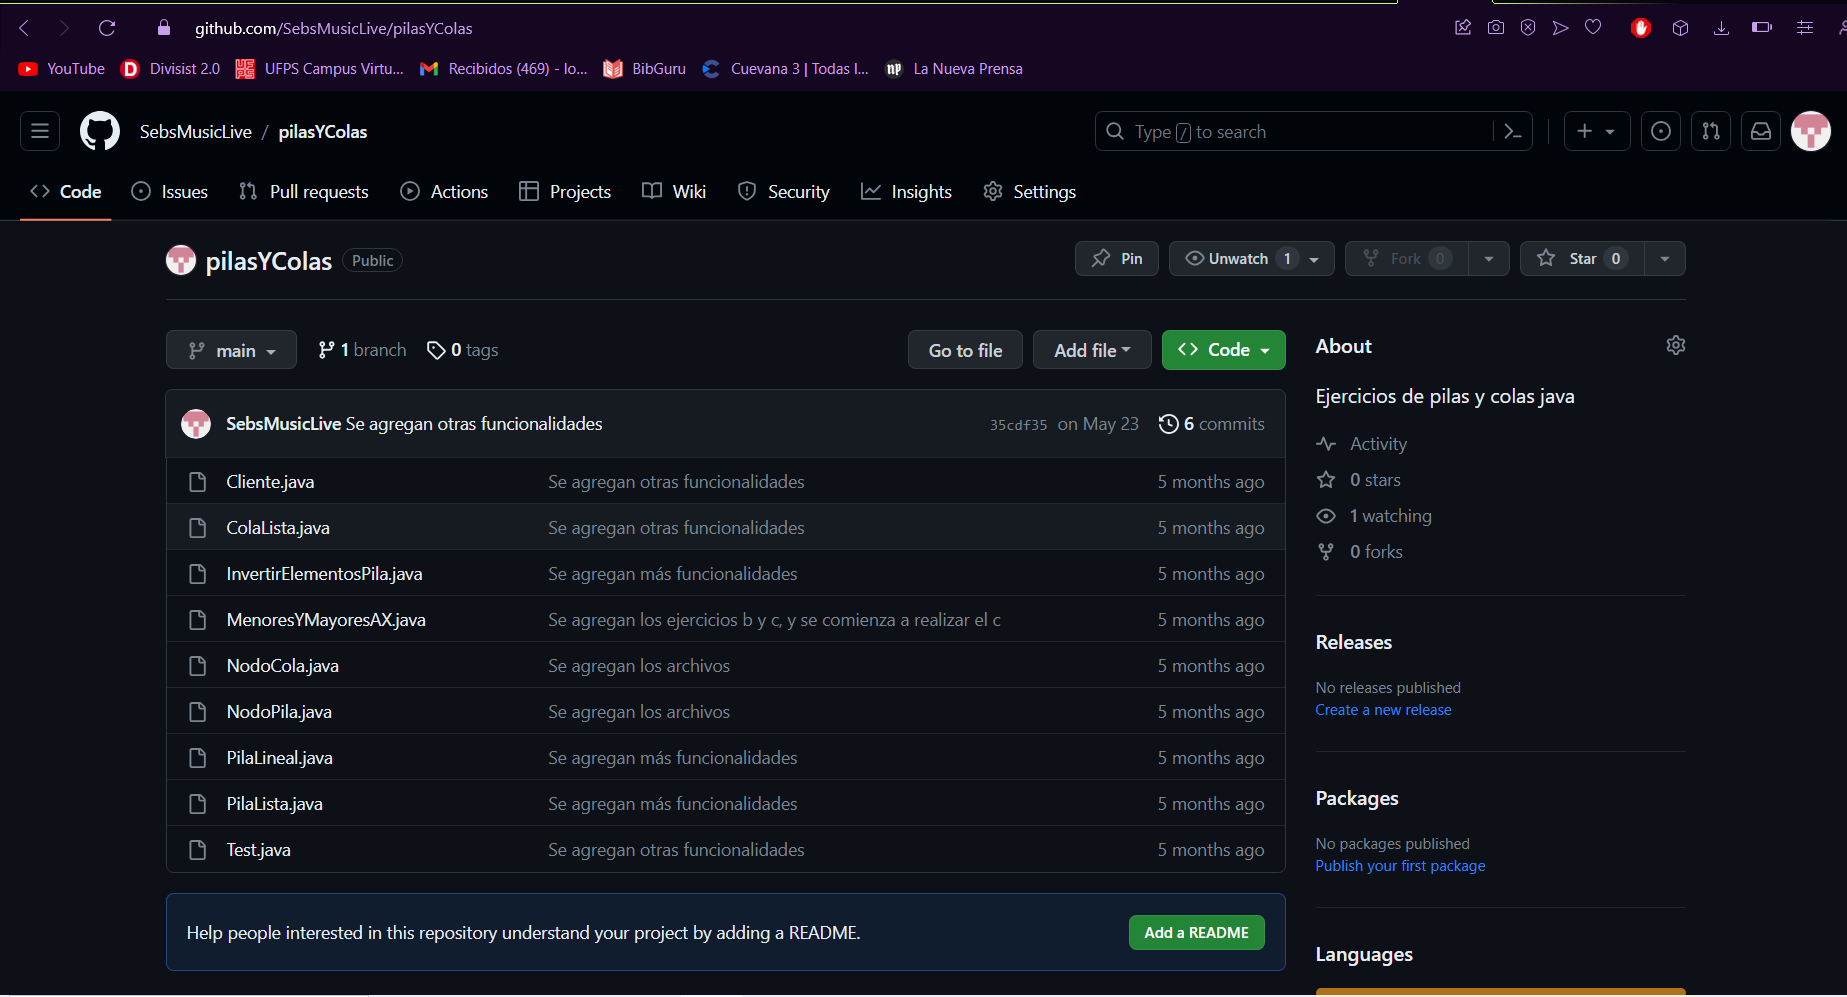 github.com/SebsMusicLive/pilasYColas
YouTube Divisist 2.0 UFPS Campus Virtu... Recibidos (469) - lo... BibGuru Cuevana 3 | Todas l... La Nueva Prensa
SebsMusicLive / pilasYColas Type / to search
Code Issues Pull requests Actions Projects Wiki Security Insights Settings
pilasYColas Public Pin Unwatch 1 Fork 0 Star 0
main 1 branch 0 tags Go to file Add file Code
SebsMusicLive Se agregan otras funcionalidades 35cdf35 on May 23 6 commits
Cliente.java Se agregan otras funcionalidades 5 months ago
ColaLista.java Se agregan otras funcionalidades 5 months ago
InvertirElementosPila.java Se agregan más funcionalidades 5 months ago
MenoresYMayoresAX.java Se agregan los ejercicios b y c, y se comienza a realizar el c 5 months ago
NodoCola.java Se agregan los archivos 5 months ago
NodoPila.java Se agregan los archivos 5 months ago
PilaLineal.java Se agregan más funcionalidades 5 months ago
PilaLista.java Se agregan más funcionalidades 5 months ago
Test.java Se agregan otras funcionalidades 5 months ago
Help people interested in this repository understand your project by adding a README. Add a README
About
Ejercicios de pilas y colas java
Activity
0 stars
1 watching
0 forks
Releases
No releases published
Create a new release
Packages
No packages published
Publish your first package
Languages